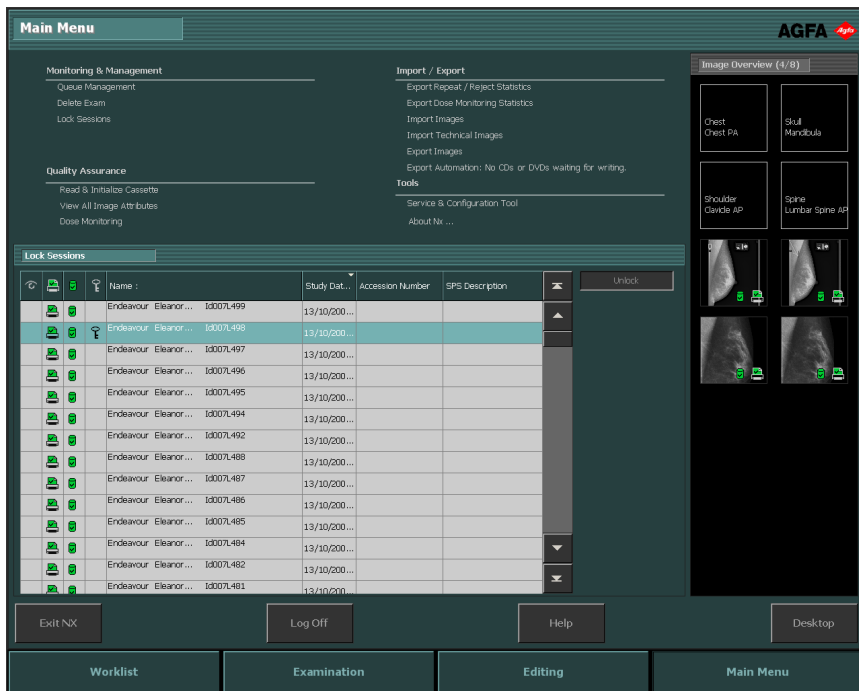 Main Menu
AGFA
Agfa
Monitoring & Management
Queue Management
Delete Exam
Lock Sessions
Quality Assurance
Read & Initialize Cassette
View All Image Attributes
Dose Monitoring
Import / Export
Export Repeat / Reject Statistics
Export Dose Monitoring Statistics
Import Images
Import Technical Images
Export Images
Export Automation: No CDs or DVDs waiting for writing.
Tools
Service & Configuration Tool
About Nx ...
Image Overview (4/8)
Chest
Chest PA
Skull
Mandibula
Shoulder
Clavicle AP
Spine
Lumbar Spine AP
Lock Sessions
Name : Study Dat... Accession Number SPS Description
Unlock
Endeavour Eleanor... Id007L499 13/10/200...
Endeavour Eleanor... Id007L498 13/10/200...
Endeavour Eleanor... Id007L497 13/10/200...
Endeavour Eleanor... Id007L496 13/10/200...
Endeavour Eleanor... Id007L495 13/10/200...
Endeavour Eleanor... Id007L494 13/10/200...
Endeavour Eleanor... Id007L492 13/10/200...
Endeavour Eleanor... Id007L488 13/10/200...
Endeavour Eleanor... Id007L487 13/10/200...
Endeavour Eleanor... Id007L486 13/10/200...
Endeavour Eleanor... Id007L485 13/10/200...
Endeavour Eleanor... Id007L484 13/10/200...
Endeavour Eleanor... Id007L482 13/10/200...
Endeavour Eleanor... Id007L481 13/10/200...
Exit NX
Log Off
Help
Desktop
Worklist
Examination
Editing
Main Menu